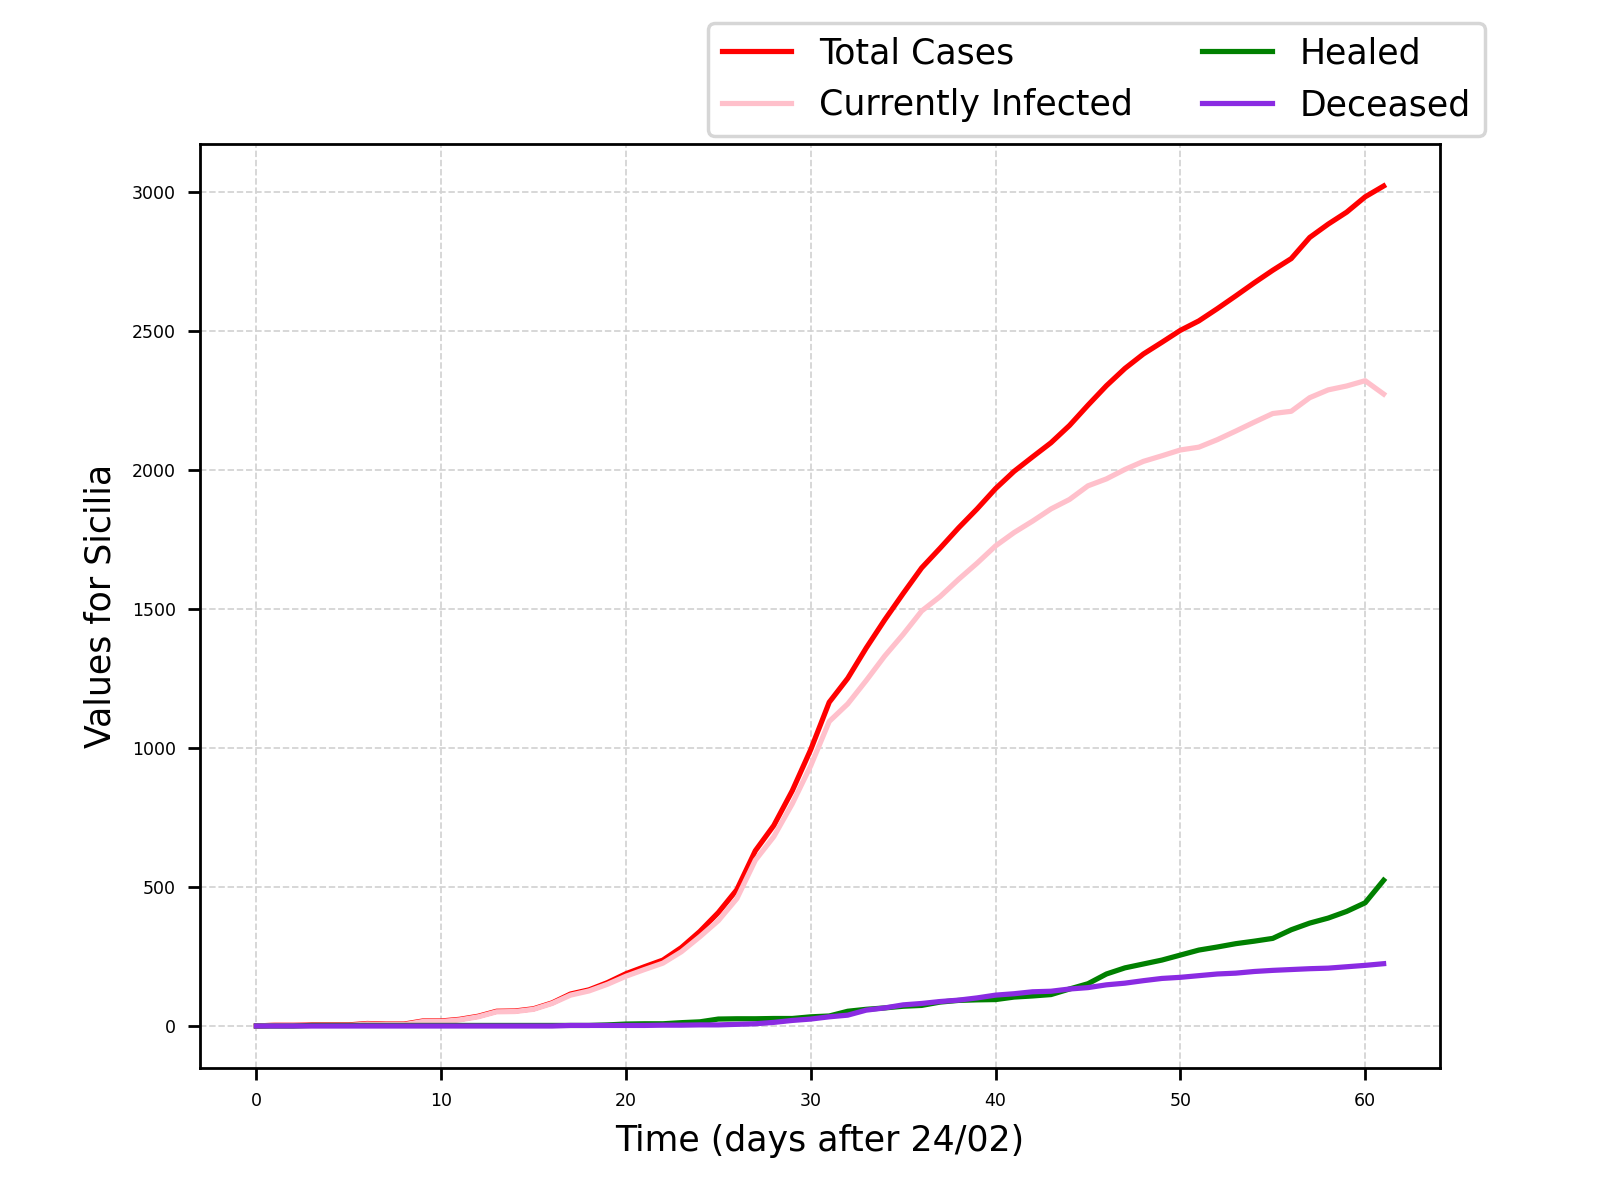 Total Cases
Currently Infected
Healed
Deceased
3000
2500
2000
1500
1000
500
0
Values for Sicilia
0 10 20 30 40 50 60
Time (days after 24/02)